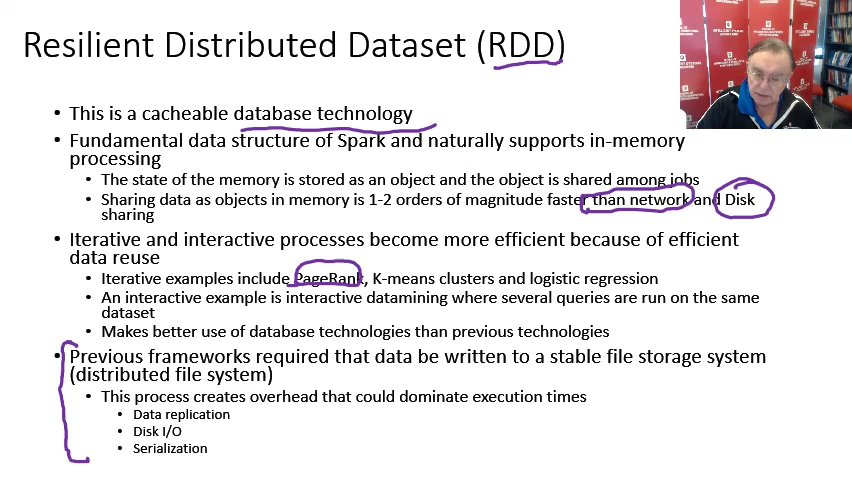 Resilient Distributed Dataset (RDD)
• This is a cacheable database technology
• Fundamental data structure of Spark and naturally supports in-memory
processing
• The state of the memory is stored as an object and the object is shared among jobs
• Sharing data as objects in memory is 1-2 orders of magnitude faster than network and Disk
sharing
• Iterative and interactive processes become more efficient because of efficient
data reuse
• Iterative examples include PageRank, K-means clusters and logistic regression
• An interactive example is interactive datamining where several queries are run on the same
dataset
• Makes better use of database technologies than previous technologies
• Previous frameworks required that data be written to a stable file storage system
(distributed file system)
• This process creates overhead that could dominate execution times
• Data replication
• Disk I/O
• Serialization